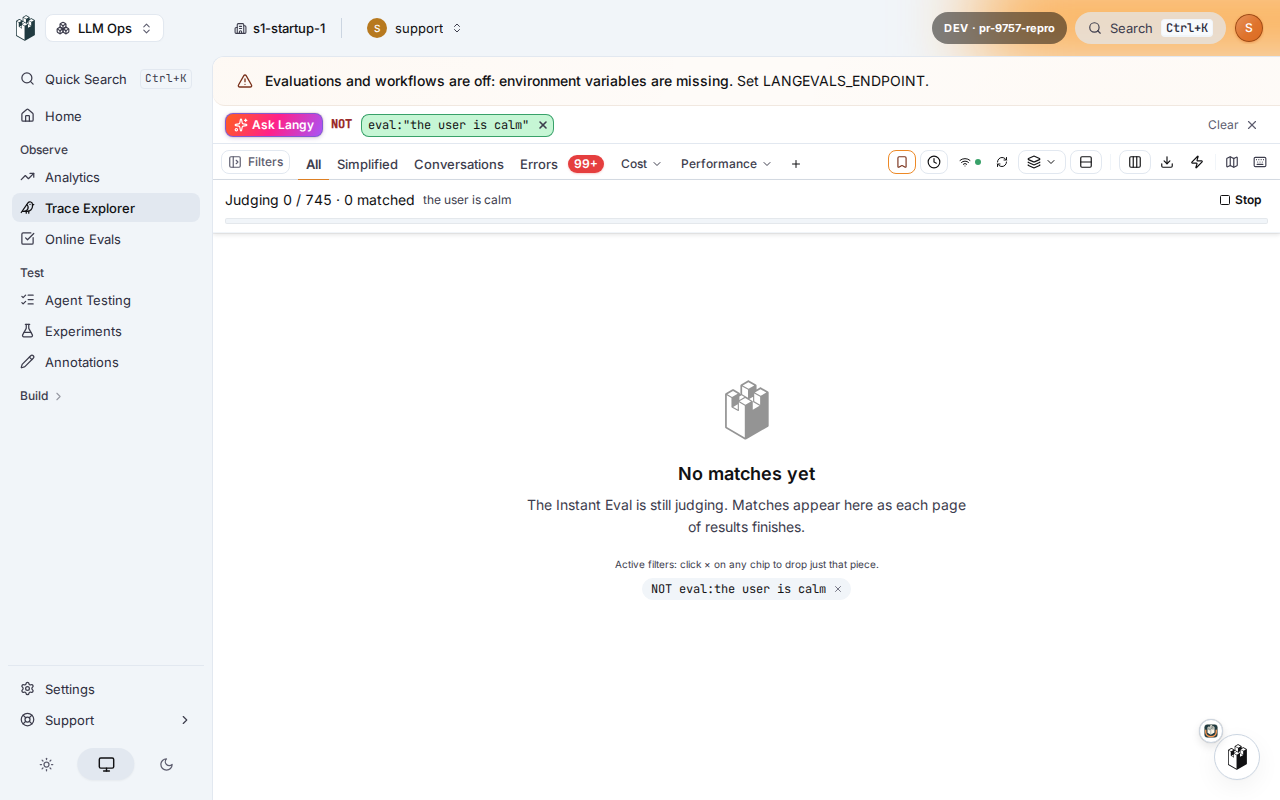 LLM Ops
s1-startup-1
S
support
DEV · pr-9757-repro
Search Ctrl+K
S
Quick Search Ctrl+K
Home
Observe
Analytics
Trace Explorer
Online Evals
Test
Agent Testing
Experiments
Annotations
Build
Settings
Support
Evaluations and workflows are off: environment variables are missing. Set LANGEVALS_ENDPOINT.
Ask Langy NOT eval:"the user is calm" ✕
Clear ✕
Filters All Simplified Conversations Errors 99+ Cost Performance +
Judging 0 / 745 · 0 matched the user is calm
Stop
No matches yet
The Instant Eval is still judging. Matches appear here as each page
of results finishes.
Active filters: click × on any chip to drop just that piece.
NOT eval:the user is calm ×